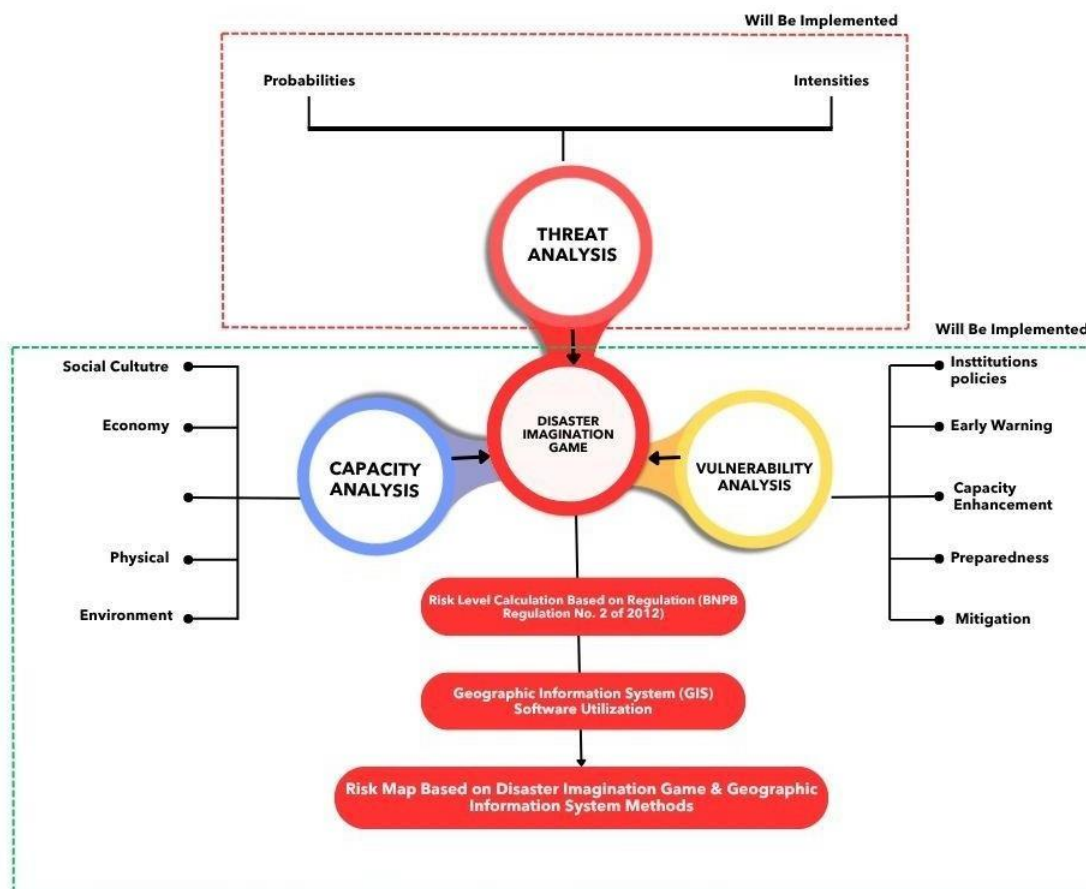 Will Be Implemented
Probabilities
Intensities
THREAT
ANALYSIS
Will Be Implemented
Social Cultutre
Economy
Physical
Environment
CAPACITY
ANALYSIS
DISASTER
IMAGINATION
GAME
VULNERABILITY
ANALYSIS
Insttitutions
policies
Early Warning
Capacity
Enhancement
Preparedness
Mitigation
Risk Level Calculation Based on Regulation (BNPB
Regulation No. 2 of 2012)
Geographic Information System (GIS)
Software Utilization
Risk Map Based on Disaster Imagination Game & Geographic
Information System Methods